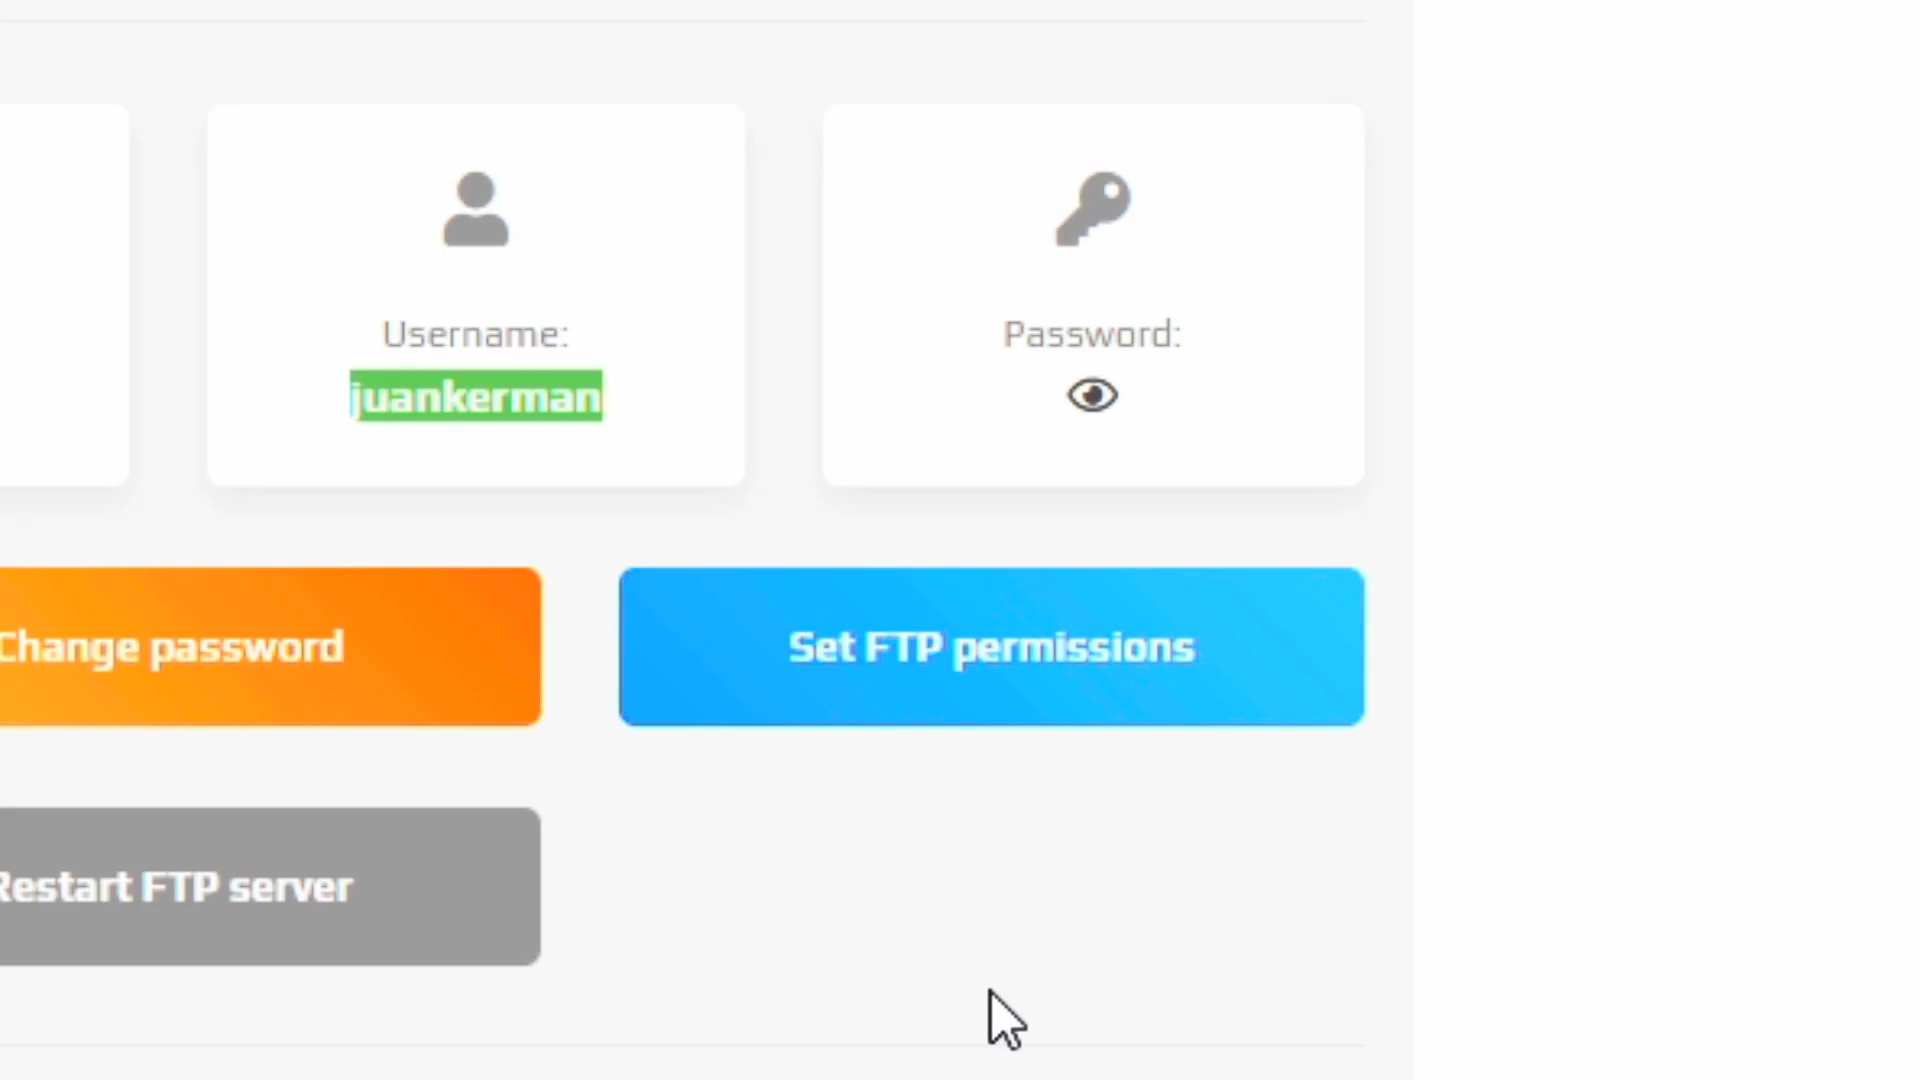 Username:
juankerman
Password:
Change password
Set FTP permissions
Restart FTP server